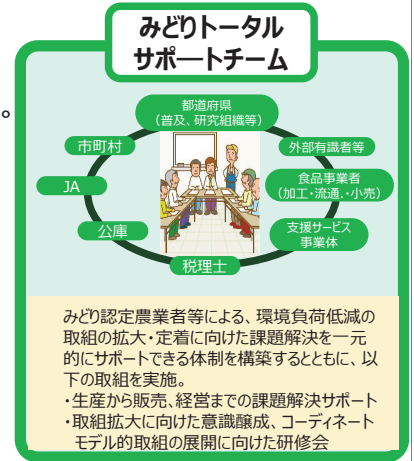 みどりトータル
サポートチーム
。
都道府県
（普及、研究組織等）
市町村
外部有識者等
JA
食品事業者
（加工・流通・小売）
公庫
支援サービス
事業体
税理士
みどり認定農業者等による、環境負荷低減の
取組の拡大・定着に向けた課題解決を一元
的にサポートできる体制を構築するとともに、以
下の取組を実施。
・生産から販売、経営までの課題解決サポート
・取組拡大に向けた意識醸成、コーディネート
モデル的取組の展開に向けた研修会